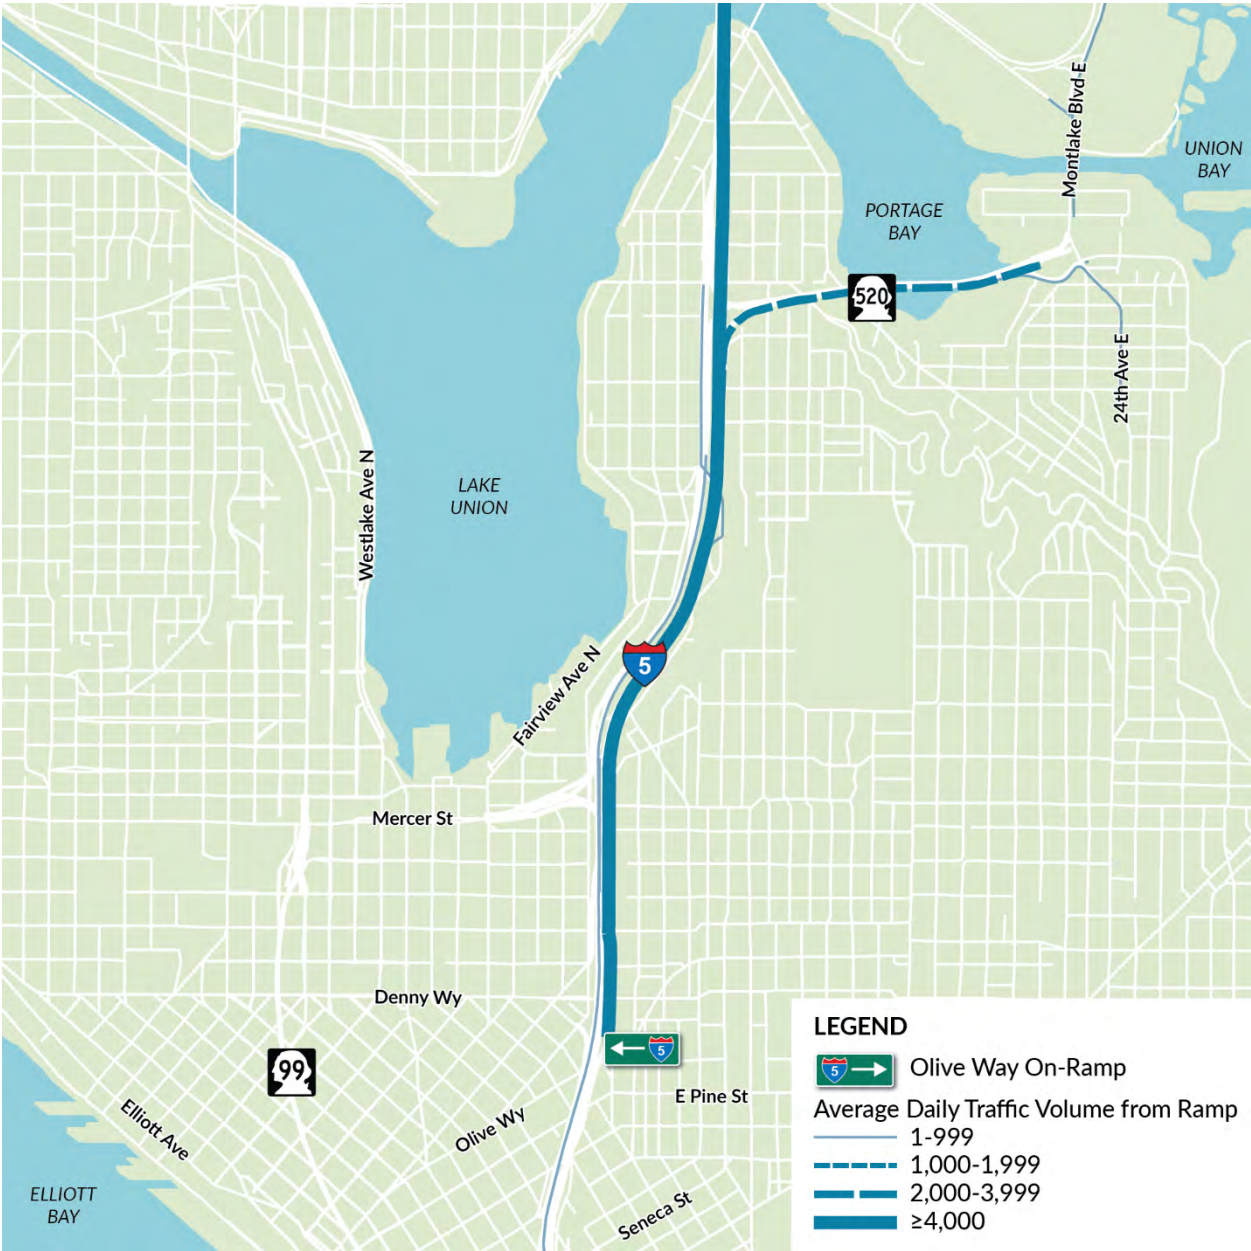 Montlake Blvd E
UNION
BAY
PORTAGE
BAY
520
24th Ave E
Westlake Ave N
LAKE
UNION
Fairview Ave N
5
Mercer St
Denny Wy
99
5
Elliott Ave
Olive Wy
E Pine St
ELLIOTT
BAY
Seneca St
LEGEND
5
Olive Way On-Ramp
Average Daily Traffic Volume from Ramp
1-999
1,000-1,999
2,000-3,999
≥4,000